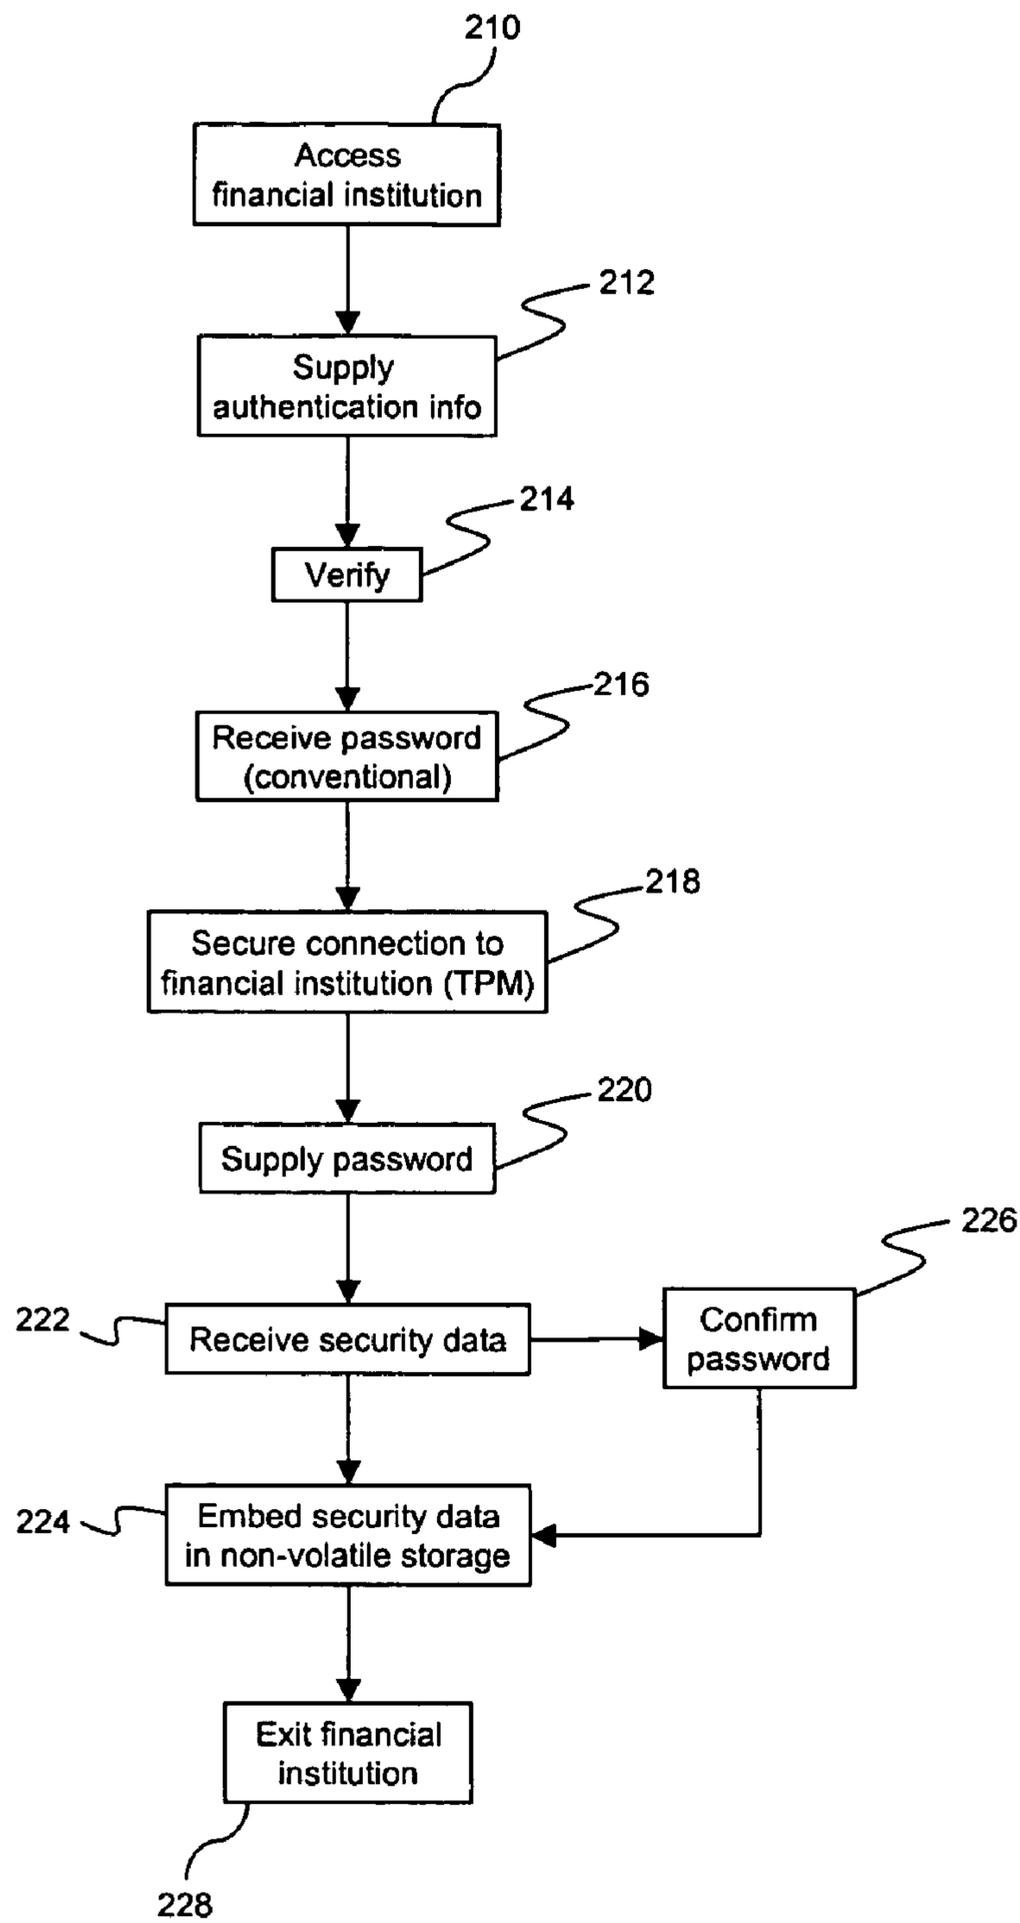 210
Access
financial institution
212
Supply
authentication info
214
Verify
216
Receive password
(conventional)
218
Secure connection to
financial institution (TPM)
220
Supply password
226
222
Receive security data
Confirm
password
224
Embed security data
in non-volatile storage
Exit financial
institution
228